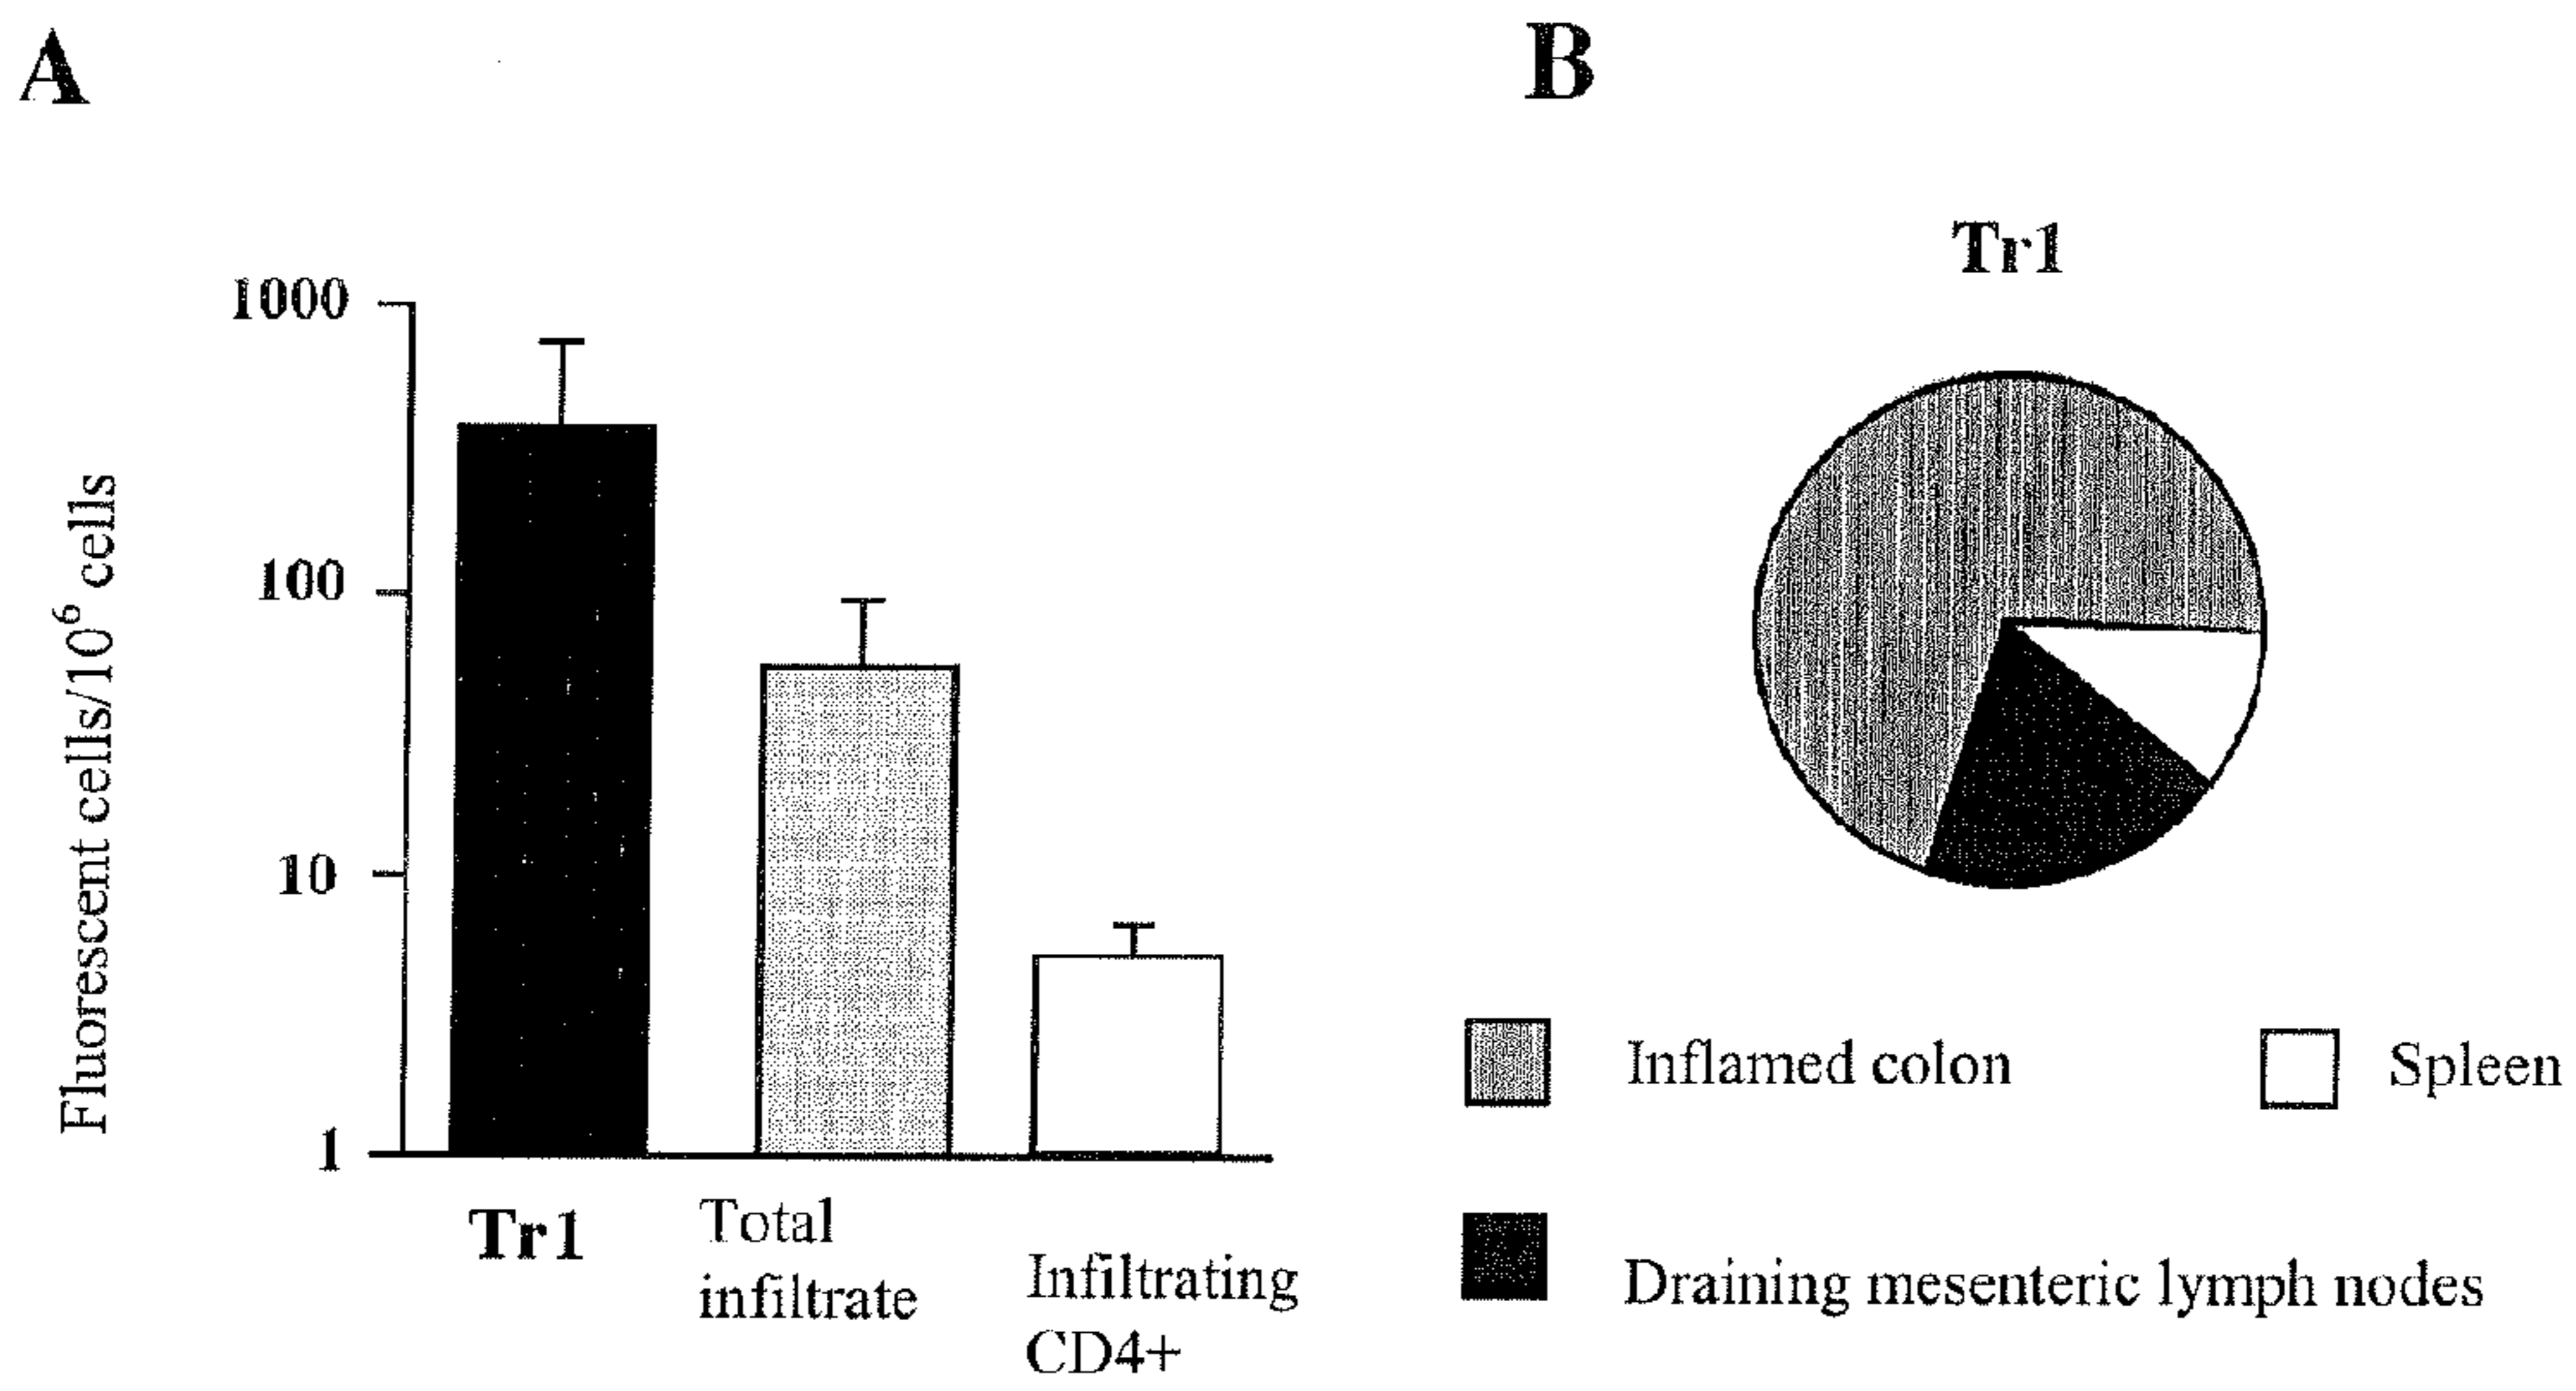 A
B
Fluorescent cells/10⁶ cells
1000
100
10
1
Tr1
Total
infiltrate
Infiltrating
CD4+
Tr1
Inflamed colon
Spleen
Draining mesenteric lymph nodes